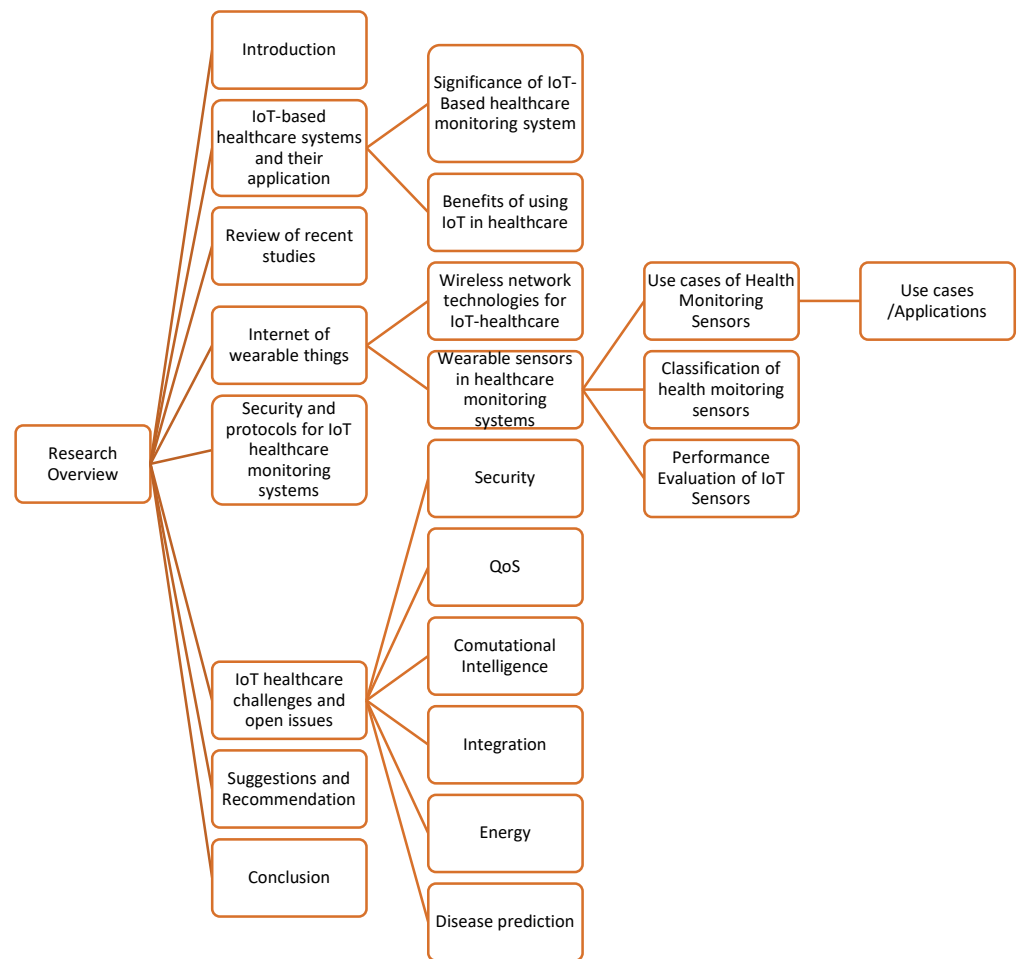 Research
Overview
Introduction
IoT-based
healthcare systems
and their
application
Significance of IoT-
Based healthcare
monitoring system
Benefits of using
IoT in healthcare
Review of recent
studies
Internet of
wearable things
Wireless network
technologies for
IoT-healthcare
Wearable sensors
in healthcare
monitoring
systems
Use cases of Health
Monitoring
Sensors
Use cases
/Applications
Classification of
health moitoring
sensors
Performance
Evaluation of IoT
Sensors
Security and
protocols for IoT
healthcare
monitoring
systems
IoT healthcare
challenges and
open issues
Security
QoS
Comutational
Intelligence
Integration
Energy
Disease prediction
Suggestions and
Recommendation
Conclusion